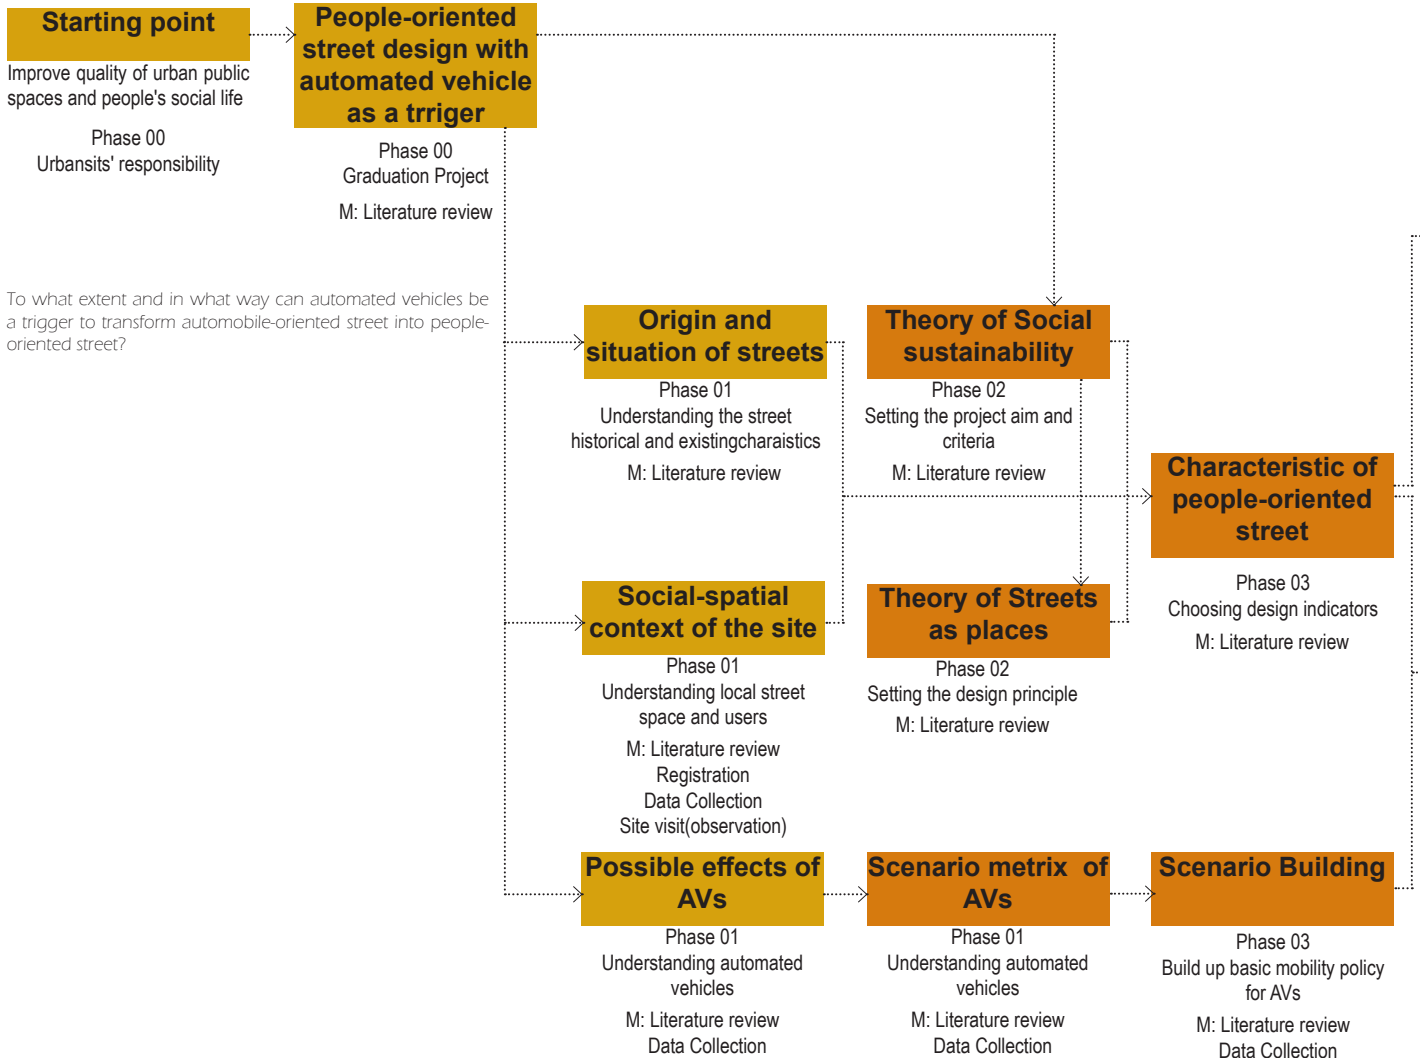 Starting point
Improve quality of urban public
spaces and people's social life
Phase 00
Urbansits' responsibility
People-oriented
street design with
automated vehicle
as a trriger
Phase 00
Graduation Project
M: Literature review
To what extent and in what way can automated vehicles be
a trigger to transform automobile-oriented street into people-
oriented street?
Origin and
situation of streets
Phase 01
Understanding the street
historical and existingcharaistics
M: Literature review
Theory of Social
sustainability
Phase 02
Setting the project aim and
criteria
M: Literature review
Characteristic of
people-oriented
street
Phase 03
Choosing design indicators
M: Literature review
Social-spatial
context of the site
Phase 01
Understanding local street
space and users
M: Literature review
Registration
Data Collection
Site visit(observation)
Theory of Streets
as places
Phase 02
Setting the design principle
M: Literature review
Possible effects of
AVs
Phase 01
Understanding automated
vehicles
M: Literature review
Data Collection
Scenario metrix of
AVs
Phase 01
Understanding automated
vehicles
M: Literature review
Data Collection
Scenario Building
Phase 03
Build up basic mobility policy
for AVs
M: Literature review
Data Collection